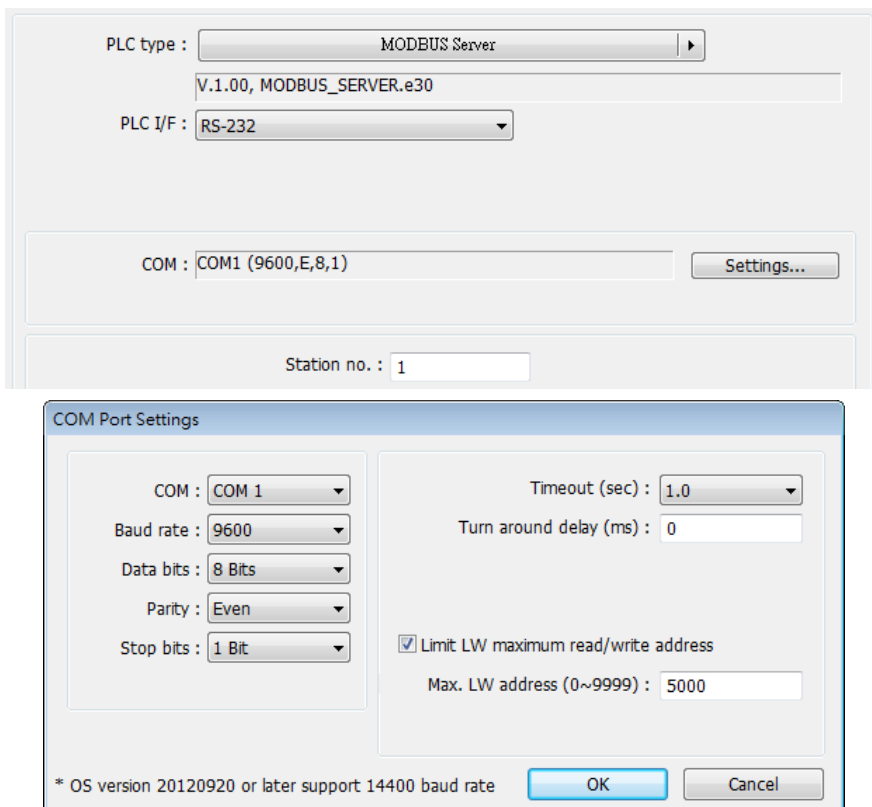 PLC type : MODBUS Server
V.1.00, MODBUS_SERVER.e30
PLC I/F : RS-232
COM : COM1 (9600,E,8,1) Settings...
Station no. : 1
COM Port Settings
COM : COM 1
Baud rate : 9600
Data bits : 8 Bits
Parity : Even
Stop bits : 1 Bit
Timeout (sec) : 1.0
Turn around delay (ms) : 0
Limit LW maximum read/write address
Max. LW address (0~9999) : 5000
* OS version 20120920 or later support 14400 baud rate
OK Cancel